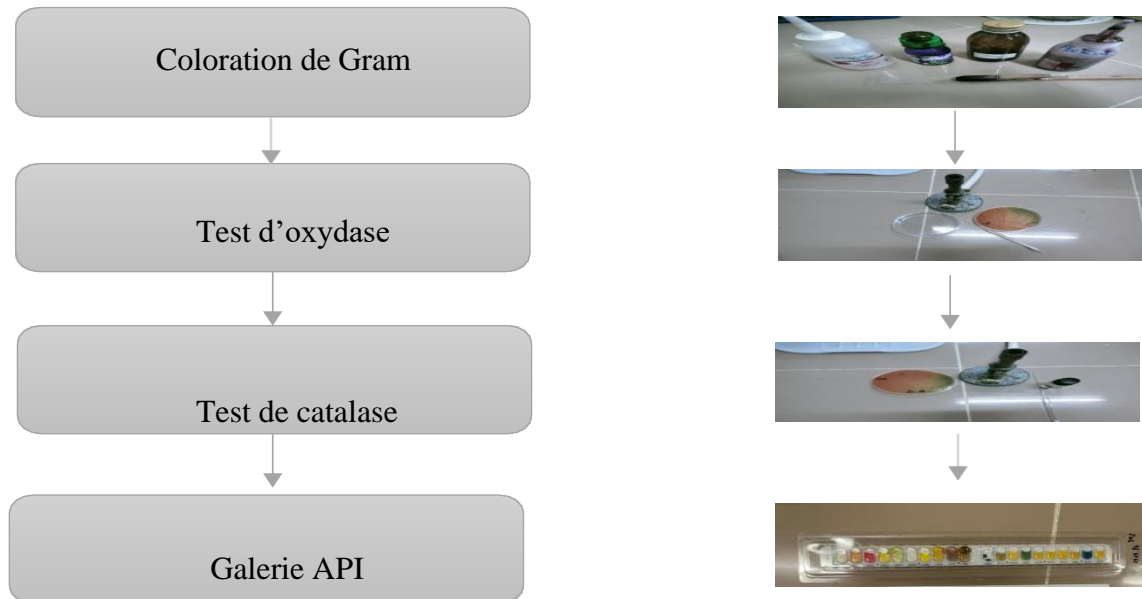 Coloration de Gram
Test d’oxydase
Test de catalase
Galerie API